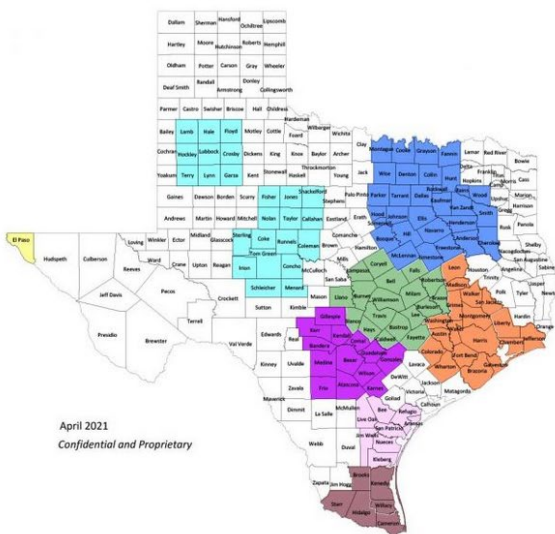 Dallam Sherman Hansford Ochiltree Lipscomb
Hartley Moore Hutchinson Roberts Hemphill
Oldham Potter Carson Gray Wheeler
Deaf Smith Randall Armstrong Donley Collingsworth
Parmer Castro Swisher Briscoe Hall Childress
Hardeman
Bailey Lamb Hale Floyd Motley Cottle Foard Wilbarger Wichita
Clay Montague Cooke Grayson Fannin Lamar Red River Bowie
Cochran Hockley Lubbock Crosby Dickens King Knox Baylor Archer
Jack Wise Denton Collin Hunt Delta Hopkins Franklin Titus Cass
Yoakum Terry Lynn Garza Kent Stonewall Haskell Throckmorton Young
Palo Pinto Parker Tarrant Dallas Rockwall Kaufman Van Zandt Wood Upshur Marion Harrison
Gaines Dawson Borden Scurry Fisher Jones Shackelford Stephens
Hood Johnson Ellis Henderson Smith Rusk Panola
Andrews Martin Howard Mitchell Nolan Taylor Callahan Eastland Erath
Bosque Hill Navarro Anderson Cherokee Shelby
El Paso Hudspeth Culberson Loving Winkler Ector Midland Glasscock Sterling Coke Runnels Coleman Brown Comanche Hamilton
McLennan Limestone Freestone Nacogdoches San Augustine Sabine
Ward Crane Upton Reagan Irion Tom Green Concho McCulloch San Saba Lampasas Coryell Falls Leon Houston Trinity Angelina
Reeves Jeff Davis Pecos Crockett Schleicher Menard Mason Llano Burnet Bell Robertson Madison Walker Polk Tyler Jasper Newton
Sutton Kimble Williamson Milam Brazos Grimes San Jacinto Hardin
Presidio Brewster Terrell Val Verde Edwards Gillespie Blanco Travis Lee Burleson Washington Montgomery Liberty Orange
Real Kerr Kendall Hays Bastrop Austin Waller Harris Chambers Jefferson
Bandera Comal Caldwell Fayette Colorado Fort Bend Galveston
Kinney Uvalde Medina Bexar Guadalupe Gonzales Wharton Brazoria
Wilson Lavaca
Maverick Zavala Frio Atascosa Karnes DeWitt Jackson Matagorda
Victoria
Dimmit La Salle McMullen Live Oak Bee Goliad Refugio Calhoun
San Patricio Aransas
Webb Duval Jim Wells Nueces
Kleberg
Zapata Jim Hogg Brooks Kenedy
Starr Hidalgo Willacy
Cameron
April 2021
Confidential and Proprietary